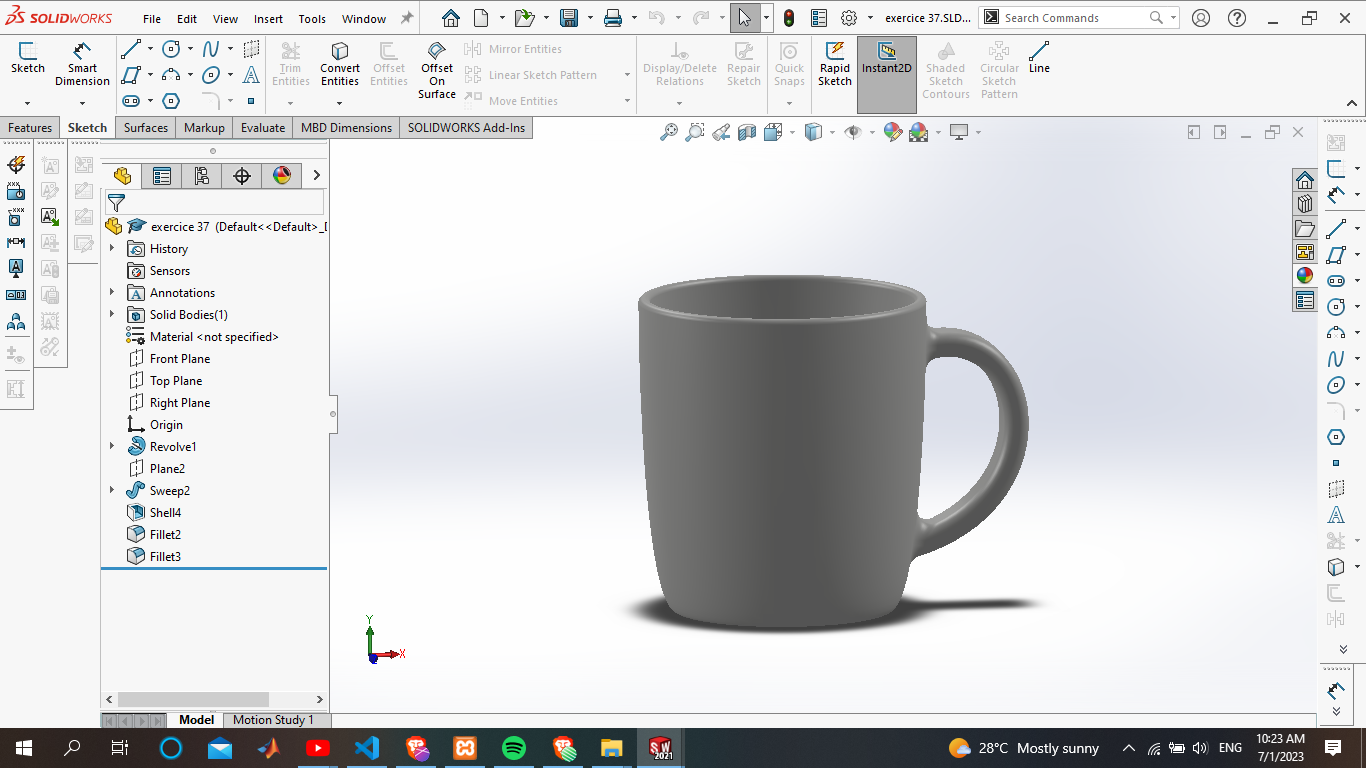 SOLIDWORKS File Edit View Insert Tools Window exercice 37.SLD... Search Commands
Sketch Smart Dimension Trim Entities Convert Entities Offset Entities Offset On Surface Mirror Entities Linear Sketch Pattern Move Entities Display/Delete Relations Repair Sketch Quick Snaps Rapid Sketch Instant2D Shaded Sketch Contours Circular Sketch Pattern Line
Features Sketch Surfaces Markup Evaluate MBD Dimensions SOLIDWORKS Add-Ins
exercice 37 (Default<<Default>_D
History
Sensors
Annotations
Solid Bodies(1)
Material <not specified>
Front Plane
Top Plane
Right Plane
Origin
Revolve1
Plane2
Sweep2
Shell4
Fillet2
Fillet3
Y
X
Model Motion Study 1
28°C Mostly sunny ENG 10:23 AM
7/1/2023
SW
2021